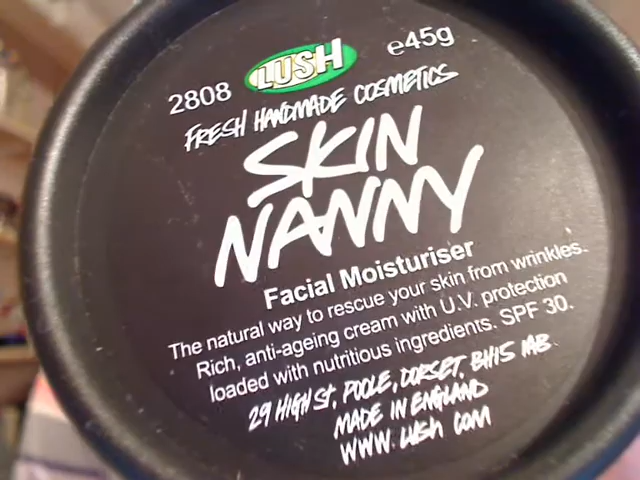 2808 LUSH e45g
FRESH HANDMADE COSMETICS
SKIN
NANNY
Facial Moisturiser
The natural way to rescue your skin from wrinkles.
Rich, anti-ageing cream with U.V. protection
loaded with nutritious ingredients. SPF 30.
29 HIGH ST, POOLE, DORSET, BH15 1AB
MADE IN ENGLAND
WWW. LUSH COM